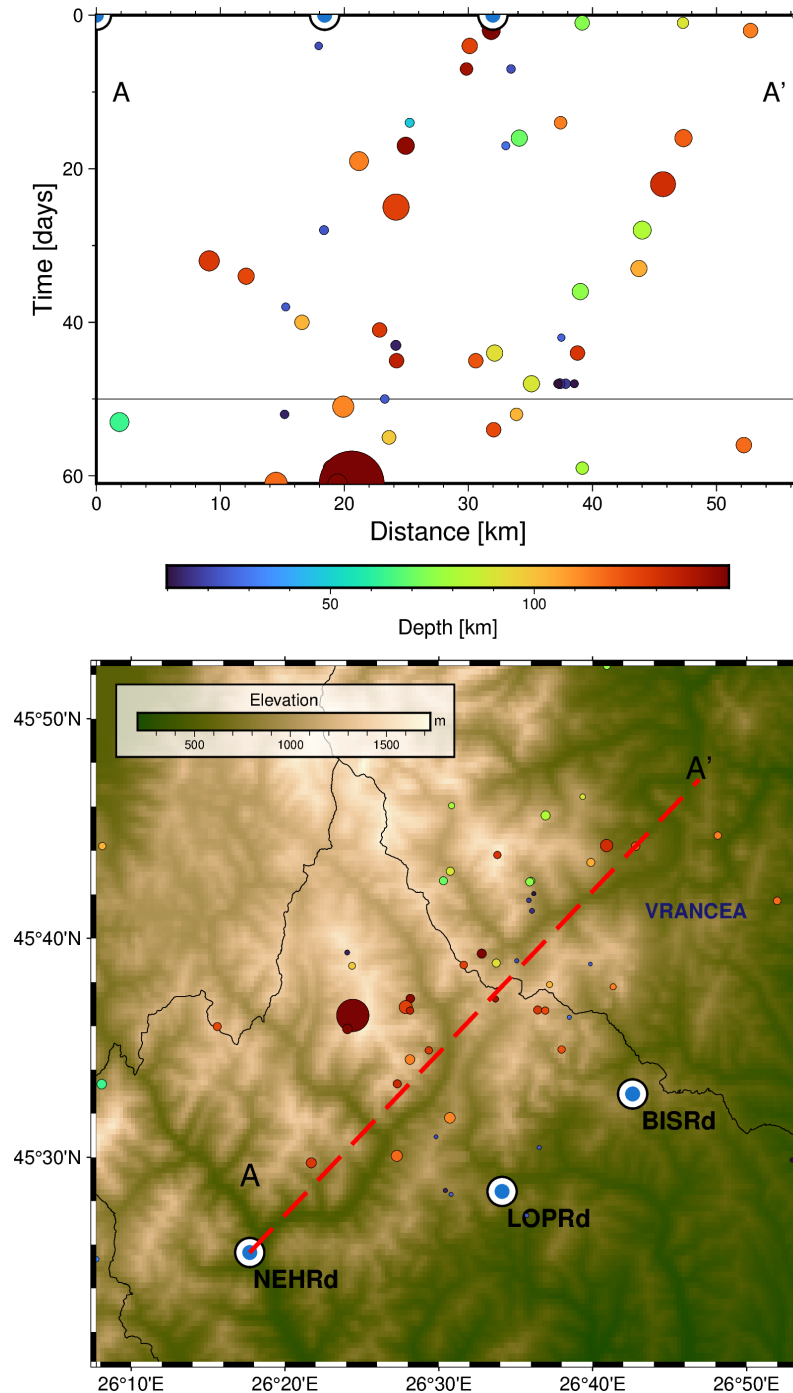 0
A
A'
20
Time [days]
40
60
0 10 20 30 40 50
Distance [km]
50 100
Depth [km]
Elevation
m
500 1000 1500
45°50'N
A'
VRANCEA
45°40'N
BISRd
45°30'N
A
LOPRd
NEHRd
26°10'E 26°20'E 26°30'E 26°40'E 26°50'E